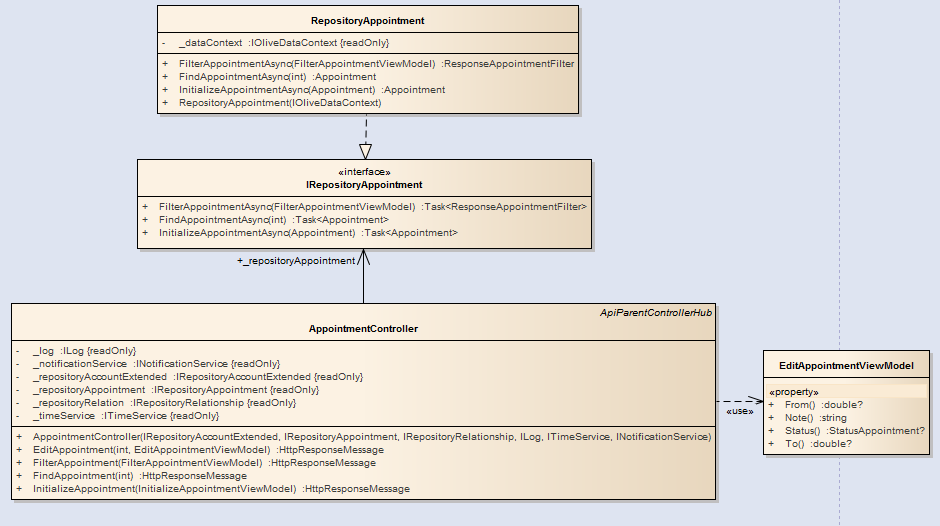 RepositoryAppointment
- _dataContext :IOliveDataContext {readOnly}
+ FilterAppointmentAsync(FilterAppointmentViewModel) :ResponseAppointmentFilter
+ FindAppointmentAsync(int) :Appointment
+ InitializeAppointmentAsync(Appointment) :Appointment
+ RepositoryAppointment(IOliveDataContext)
«interface»
IRepositoryAppointment
+ FilterAppointmentAsync(FilterAppointmentViewModel) :Task<ResponseAppointmentFilter>
+ FindAppointmentAsync(int) :Task<Appointment>
+ InitializeAppointmentAsync(Appointment) :Task<Appointment>
+_repositoryAppointment
ApiParentControllerHub
AppointmentController
- _log :ILog {readOnly}
- _notificationService :INotificationService {readOnly}
- _repositoryAccountExtended :IRepositoryAccountExtended {readOnly}
- _repositoryAppointment :IRepositoryAppointment {readOnly}
- _repositoryRelation :IRepositoryRelationship {readOnly}
- _timeService :ITimeService {readOnly}
+ AppointmentController(IRepositoryAccountExtended, IRepositoryAppointment, IRepositoryRelationship, ILog, ITimeService, INotificationService)
+ EditAppointment(int, EditAppointmentViewModel) :HttpResponseMessage
+ FilterAppointment(FilterAppointmentViewModel) :HttpResponseMessage
+ FindAppointment(int) :HttpResponseMessage
+ InitializeAppointment(InitializeAppointmentViewModel) :HttpResponseMessage
«use»
EditAppointmentViewModel
«property»
+ From() :double?
+ Note() :string
+ Status() :StatusAppointment?
+ To() :double?